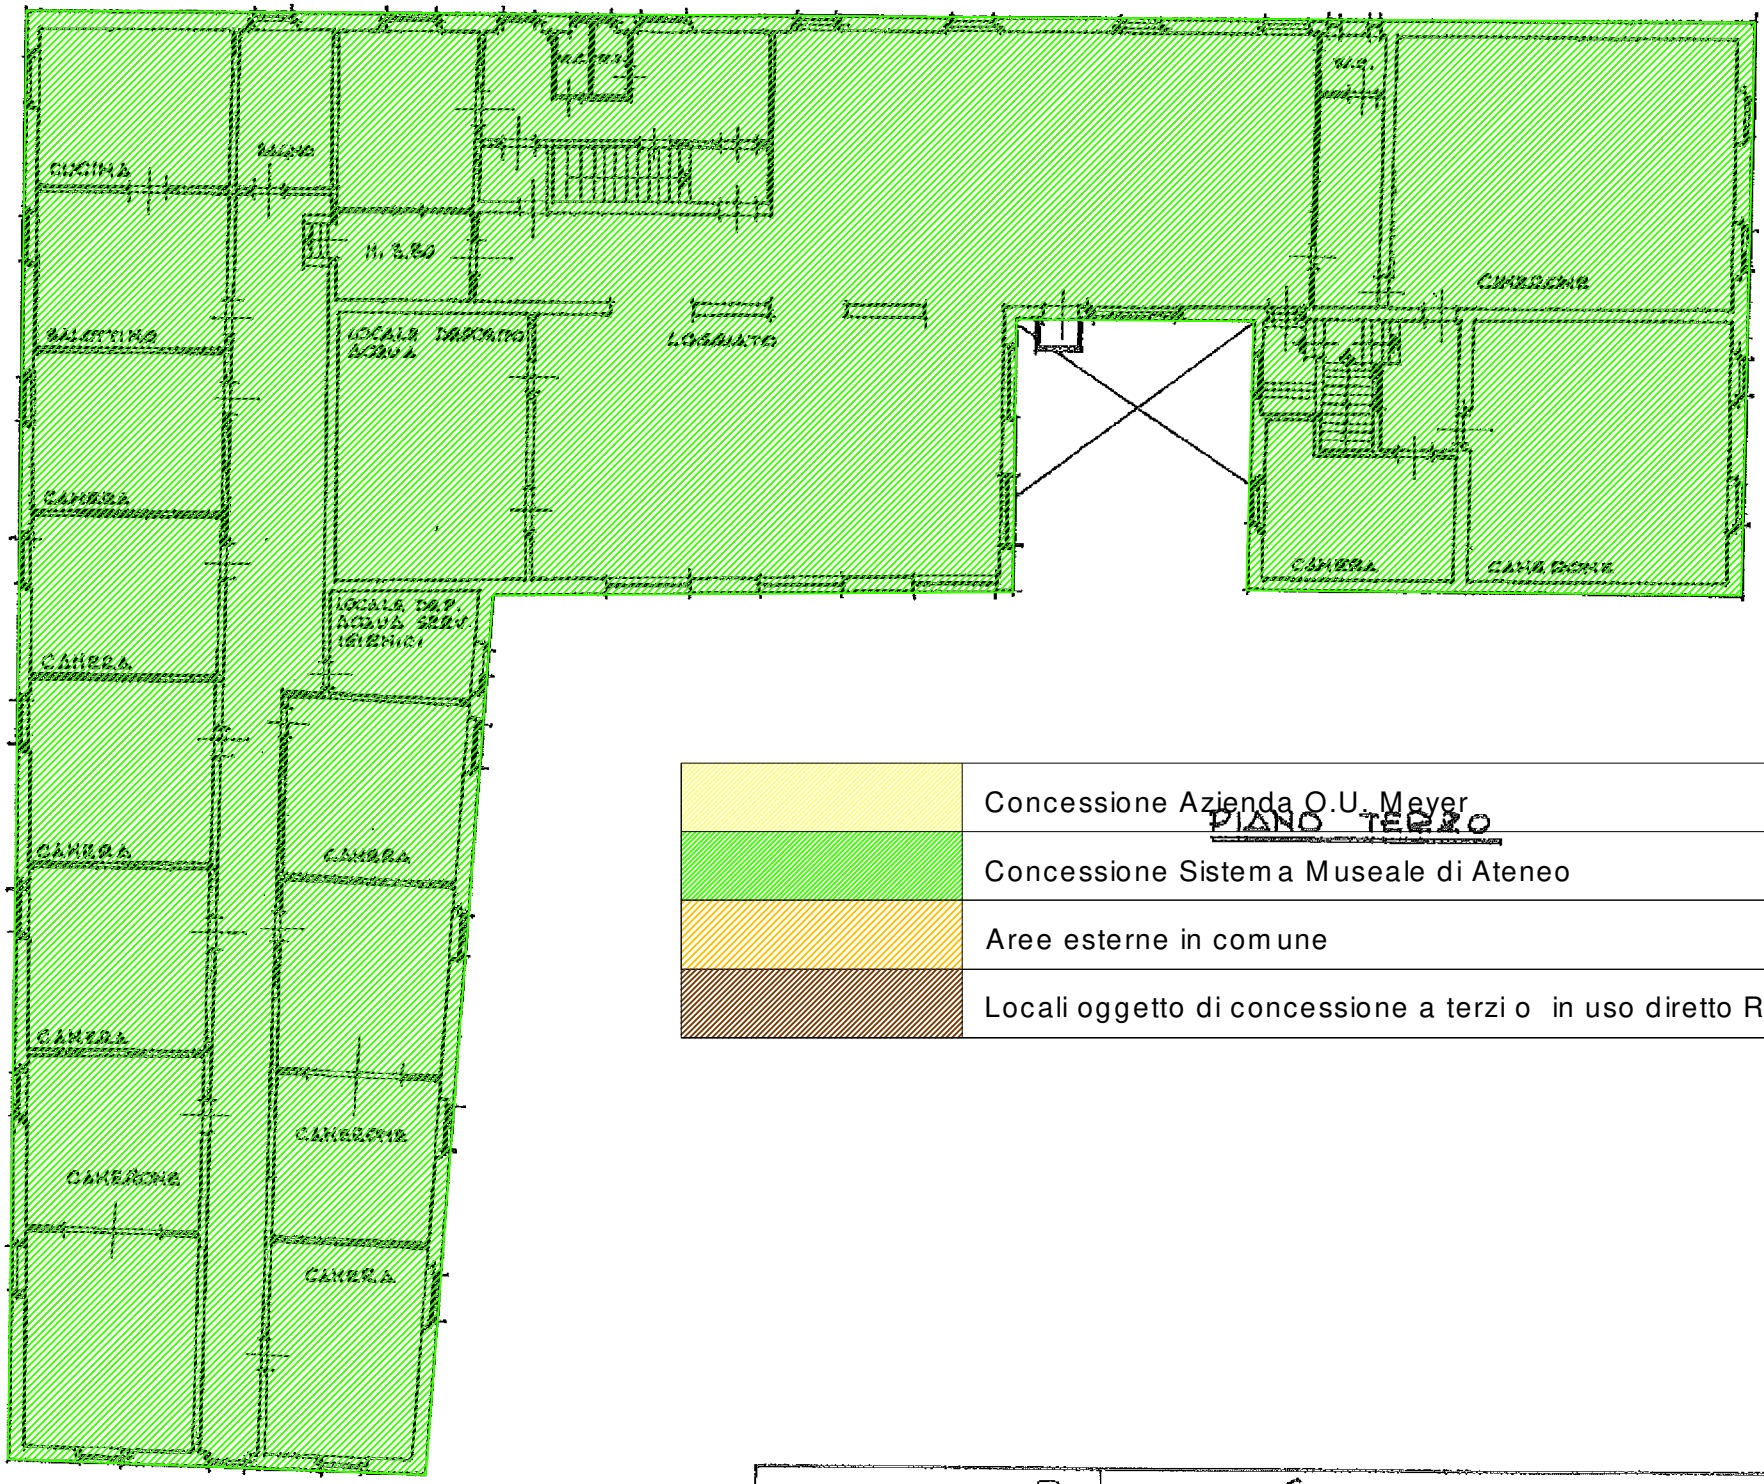 W.C.
BAGNO
CUCINA
H. 3,50
CAMERONE
SALOTTINO
LOCALE DEPOSITO
ACQUA
LOGGIATO
CAMERA
CAMERA
CAMERONE
LOCALE DEP.
ACQUA SERV.
IGIENICI
CAMERA
CAMERA
CAMERA
CAMERA
CAMERONE
CAMERONE
CAMERA
Concessione Azienda O.U. Meyer
PIANO TERZO
Concessione Sistema Museale di Ateneo
Aree esterne in comune
Locali oggetto di concessione a terzi o in uso diretto R